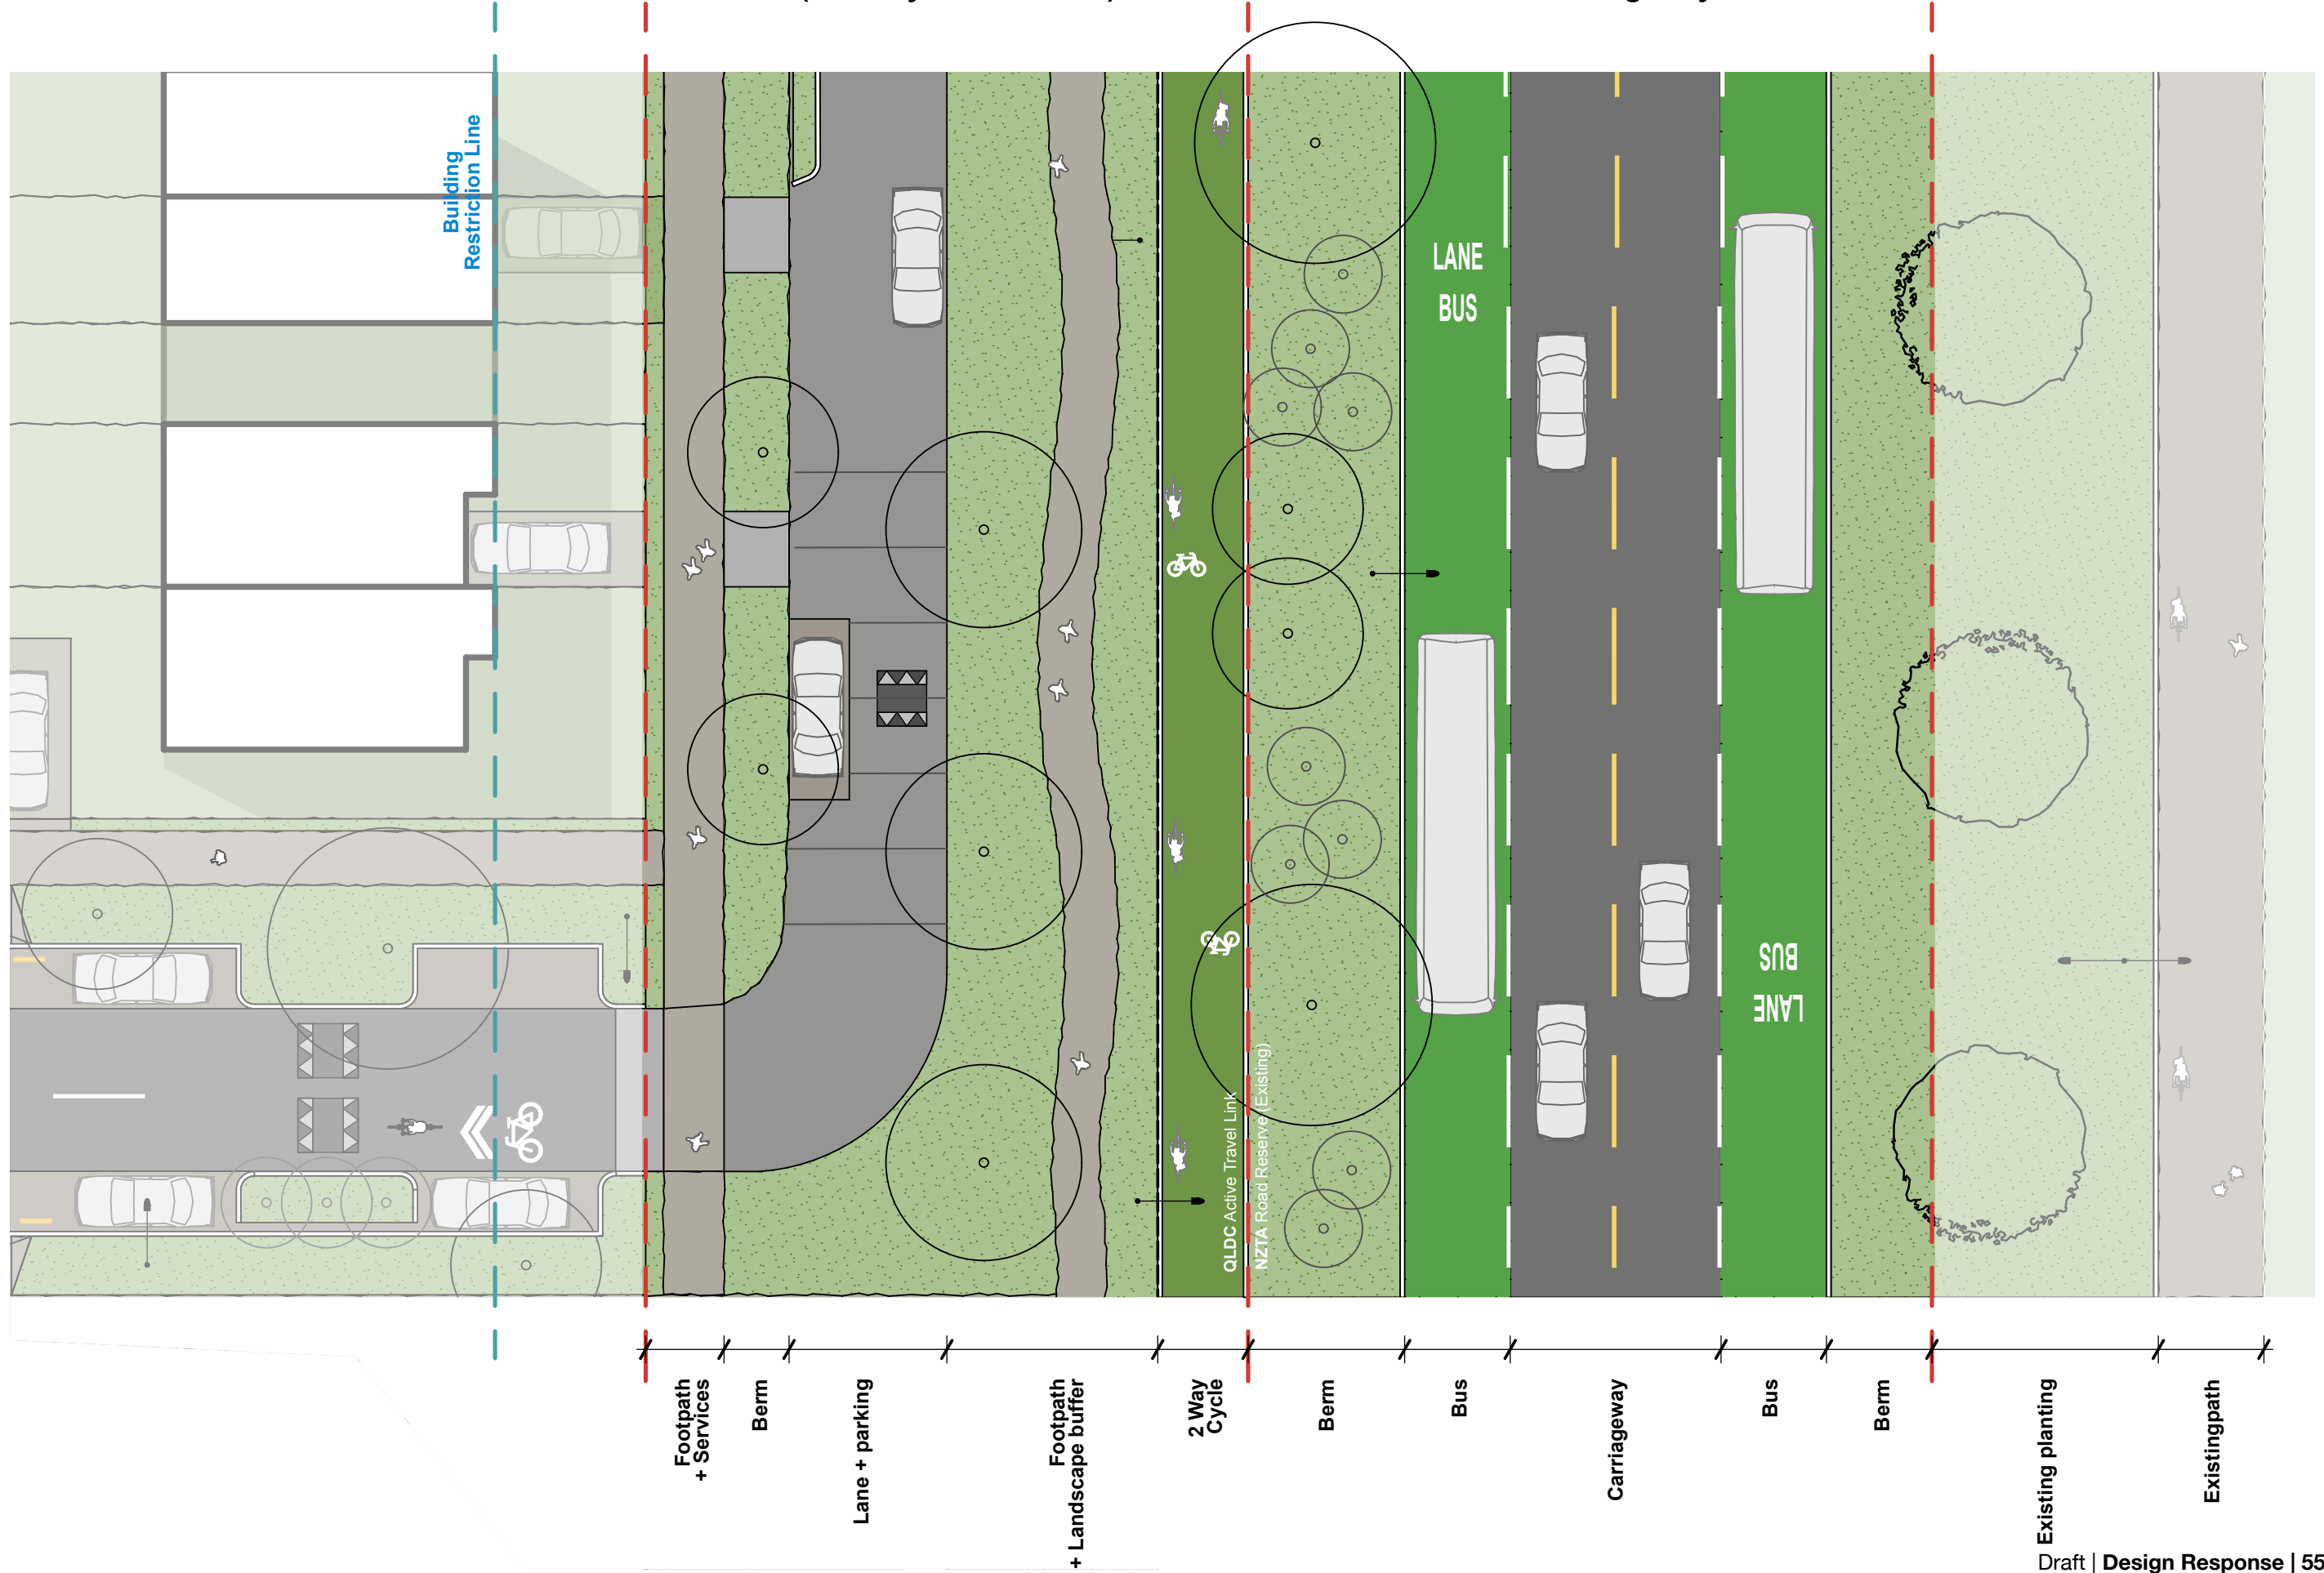 Building
Restriction Line
LANE
BUS
BUS
LANE
QLDC Active Travel Link
NZTA Road Reserve (Existing)
Footpath
+ Services
Berm
Lane + parking
Footpath
+ Landscape buffer
2 Way
Cycle
Berm
Bus
Carriageway
Bus
Berm
Existing planting
Existingpath
Draft | Design Response | 55